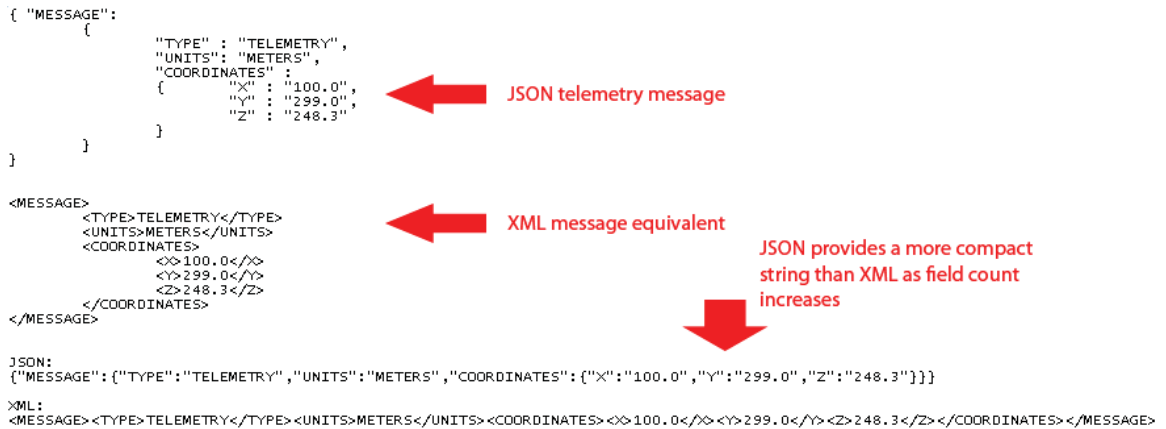 { "MESSAGE":
{
"TYPE" : "TELEMETRY",
"UNITS": "METERS",
"COORDINATES" :
{ "X" : "100.0",
"Y" : "299.0",
"Z" : "248.3"
}
}
}
JSON telemetry message
<MESSAGE>
<TYPE>TELEMETRY</TYPE>
<UNITS>METERS</UNITS>
<COORDINATES>
<X>100.0</X>
<Y>299.0</Y>
<Z>248.3</Z>
</COORDINATES>
</MESSAGE>
XML message equivalent
JSON provides a more compact
string than XML as field count
increases
JSON:
{"MESSAGE":{"TYPE":"TELEMETRY","UNITS":"METERS","COORDINATES":{"X":"100.0","Y":"299.0","Z":"248.3"}}}
XML:
<MESSAGE><TYPE>TELEMETRY</TYPE><UNITS>METERS</UNITS><COORDINATES><X>100.0</X><Y>299.0</Y><Z>248.3</Z></COORDINATES></MESSAGE>